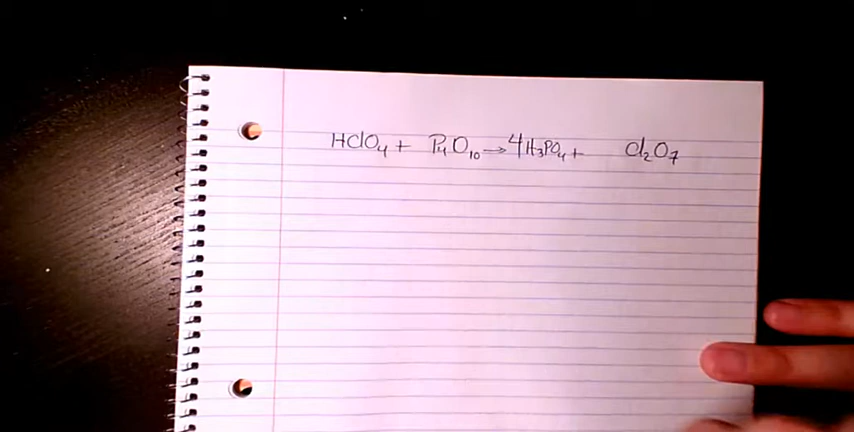 HClO₄ + P₄O₁₀ → 4H₃PO₄ + Cl₂O₇